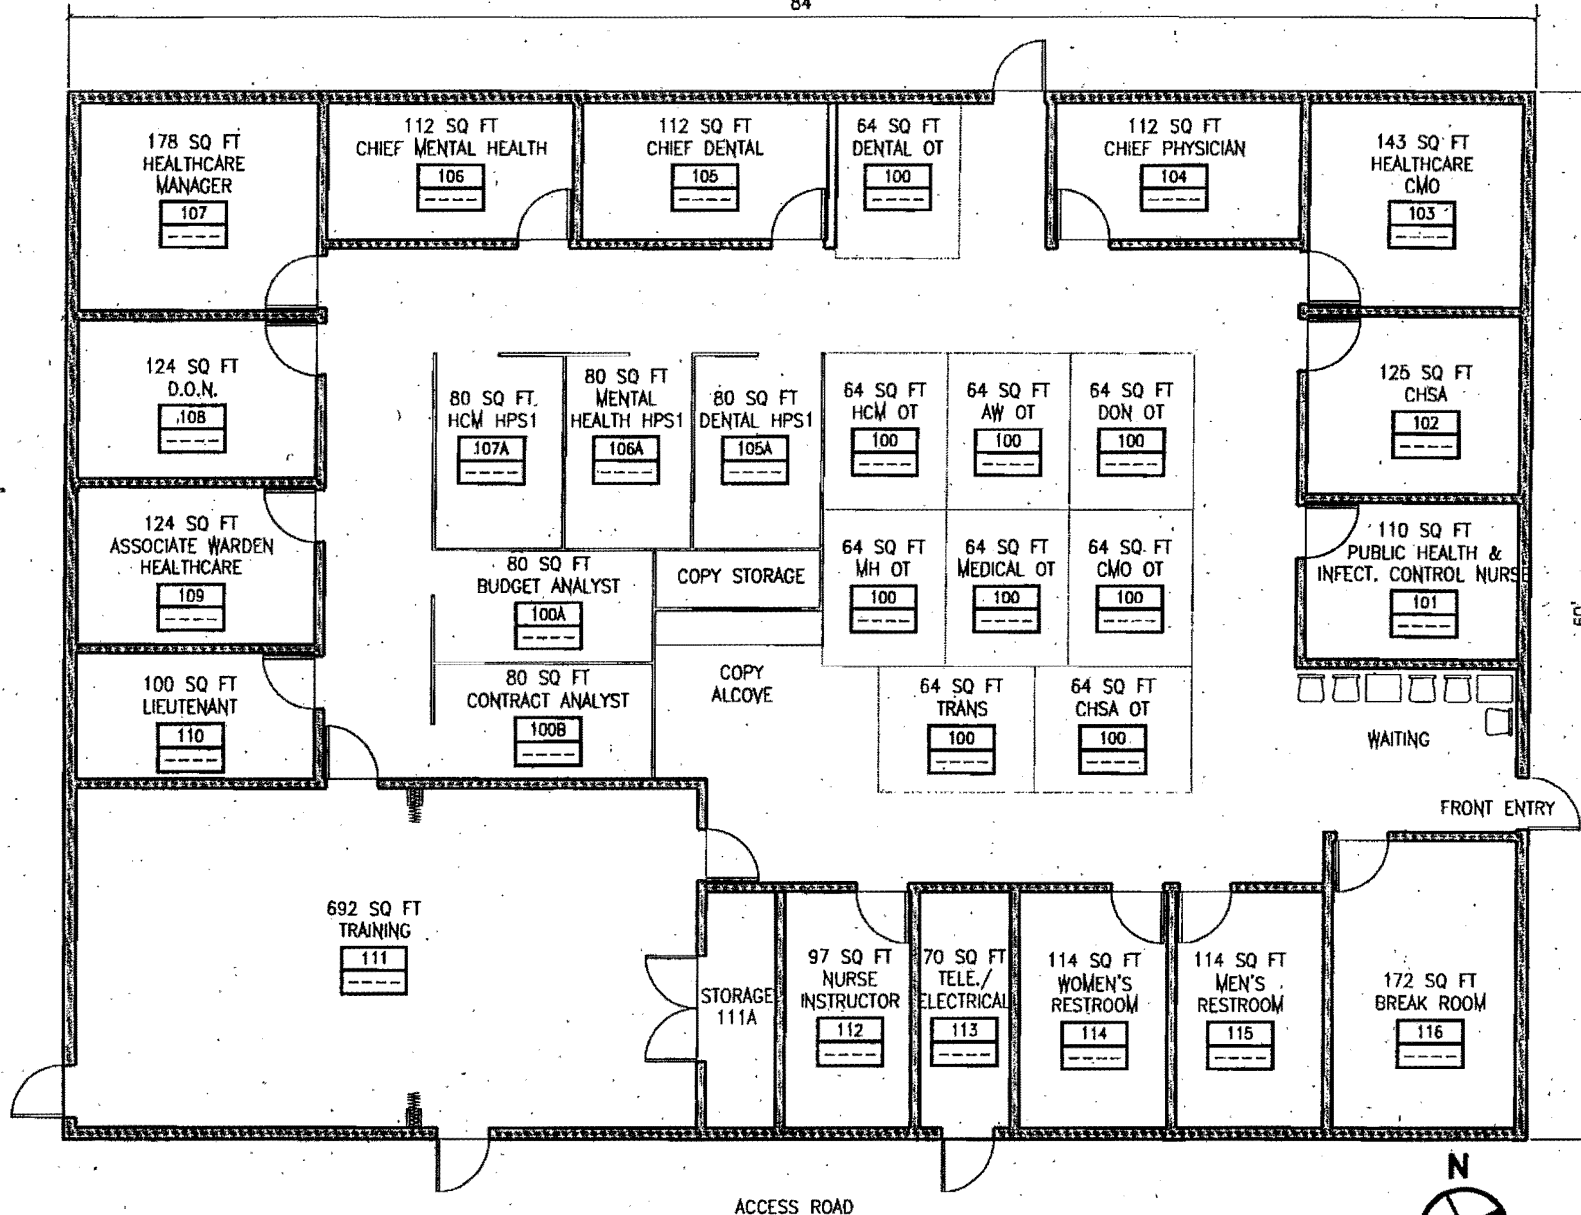 84'
178 SQ FT
HEALTHCARE
MANAGER
107
112 SQ FT
CHIEF MENTAL HEALTH
106
112 SQ FT
CHIEF DENTAL
105
64 SQ FT
DENTAL OT
100
112 SQ FT
CHIEF PHYSICIAN
104
143 SQ FT
HEALTHCARE
CMO
103
124 SQ FT
D.O.N.
108
80 SQ FT.
HCM HPS1
107A
80 SQ FT
MENTAL
HEALTH HPS1
106A
80 SQ FT
DENTAL HPS1
105A
64 SQ FT
HCM OT
100
64 SQ FT
AW OT
100
64 SQ FT
DON OT
100
125 SQ FT
CHSA
102
124 SQ FT
ASSOCIATE WARDEN
HEALTHCARE
109
80 SQ FT
BUDGET ANALYST
100A
COPY STORAGE
64 SQ FT
MH OT
100
64 SQ FT
MEDICAL OT
100
64 SQ. FT
CMO OT
100
110 SQ FT
PUBLIC HEALTH &
INFECT. CONTROL NURSE
101
60'
100 SQ FT
LIEUTENANT
110
80 SQ FT
CONTRACT ANALYST
100B
COPY
ALCOVE
64 SQ FT
TRANS
100
64 SQ FT
CHSA OT
100
WAITING
FRONT ENTRY
692 SQ FT
TRAINING
111
STORAGE
111A
97 SQ FT
NURSE
INSTRUCTOR
112
70 SQ FT
TELE./
ELECTRICAL
113
114 SQ FT
WOMEN'S
RESTROOM
114
114 SQ FT
MEN'S
RESTROOM
115
172 SQ FT
BREAK ROOM
116
ACCESS ROAD
N